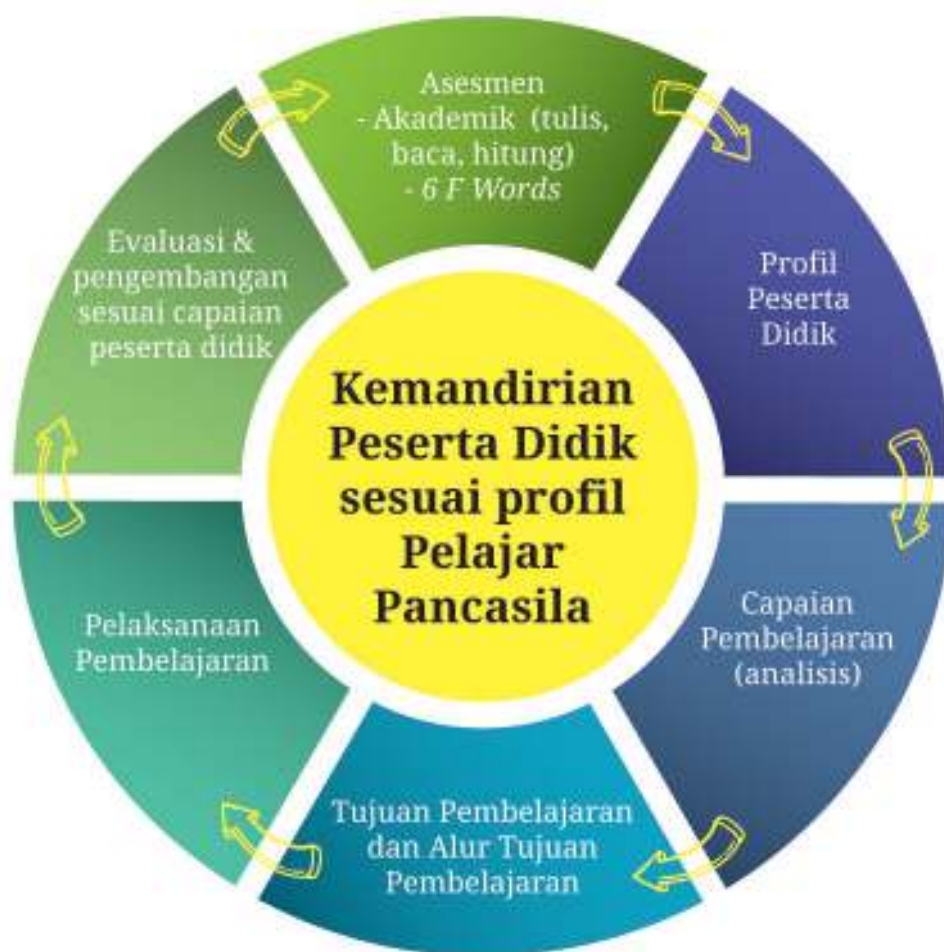 Asesmen
- Akademik (tulis,
baca, hitung)
- 6 F Words
Profil
Peserta
Didik
Capaian
Pembelajaran
(analisis)
Tujuan Pembelajaran
dan Alur Tujuan
Pembelajaran
Pelaksanaan
Pembelajaran
Evaluasi &
pengembangan
sesuai capaian
peserta didik
Kemandirian
Peserta Didik
sesuai profil
Pelajar
Pancasila